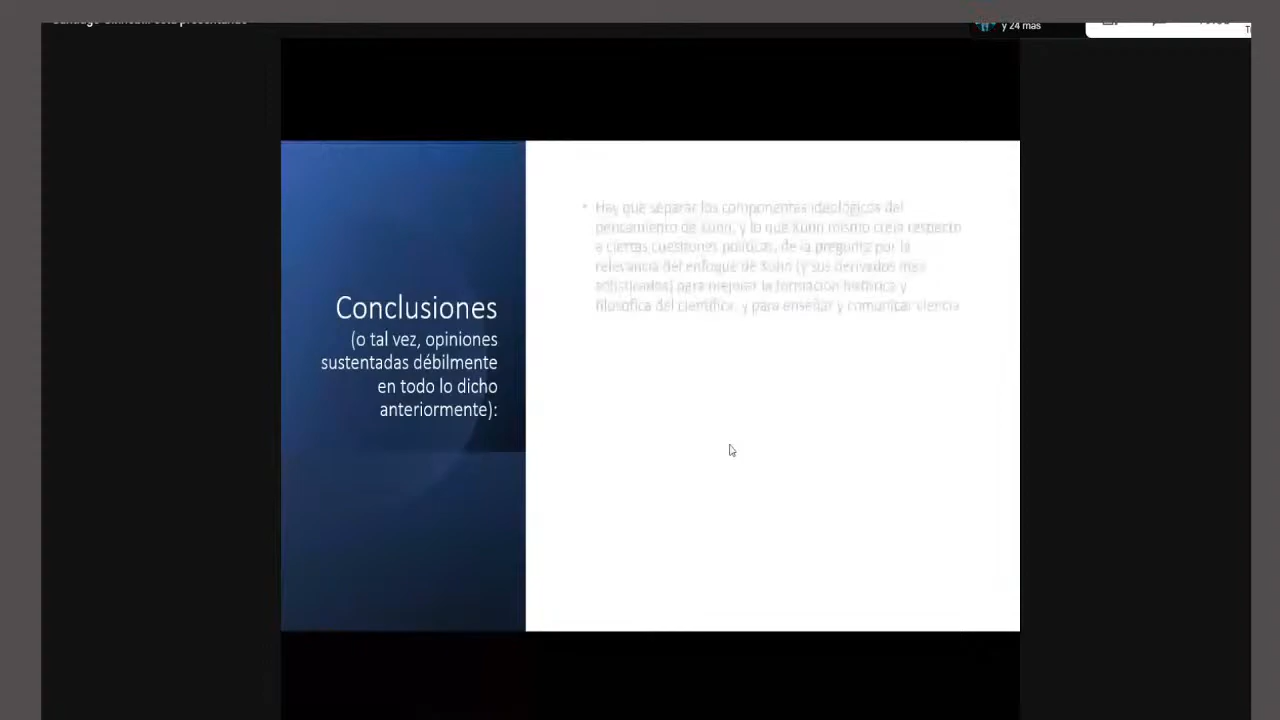 y 24 más
Conclusiones
(o tal vez, opiniones
sustentadas débilmente
en todo lo dicho
anteriormente):
• Hay que separar los componentes ideológicos del
pensamiento de Kuhn, y lo que Kuhn mismo creía respecto
a ciertas cuestiones políticas, de la pregunta por la
relevancia del enfoque de Kuhn (y sus derivados más
sofisticados) para mejorar la formación histórica y
filosófica del científico, y para enseñar y comunicar ciencia